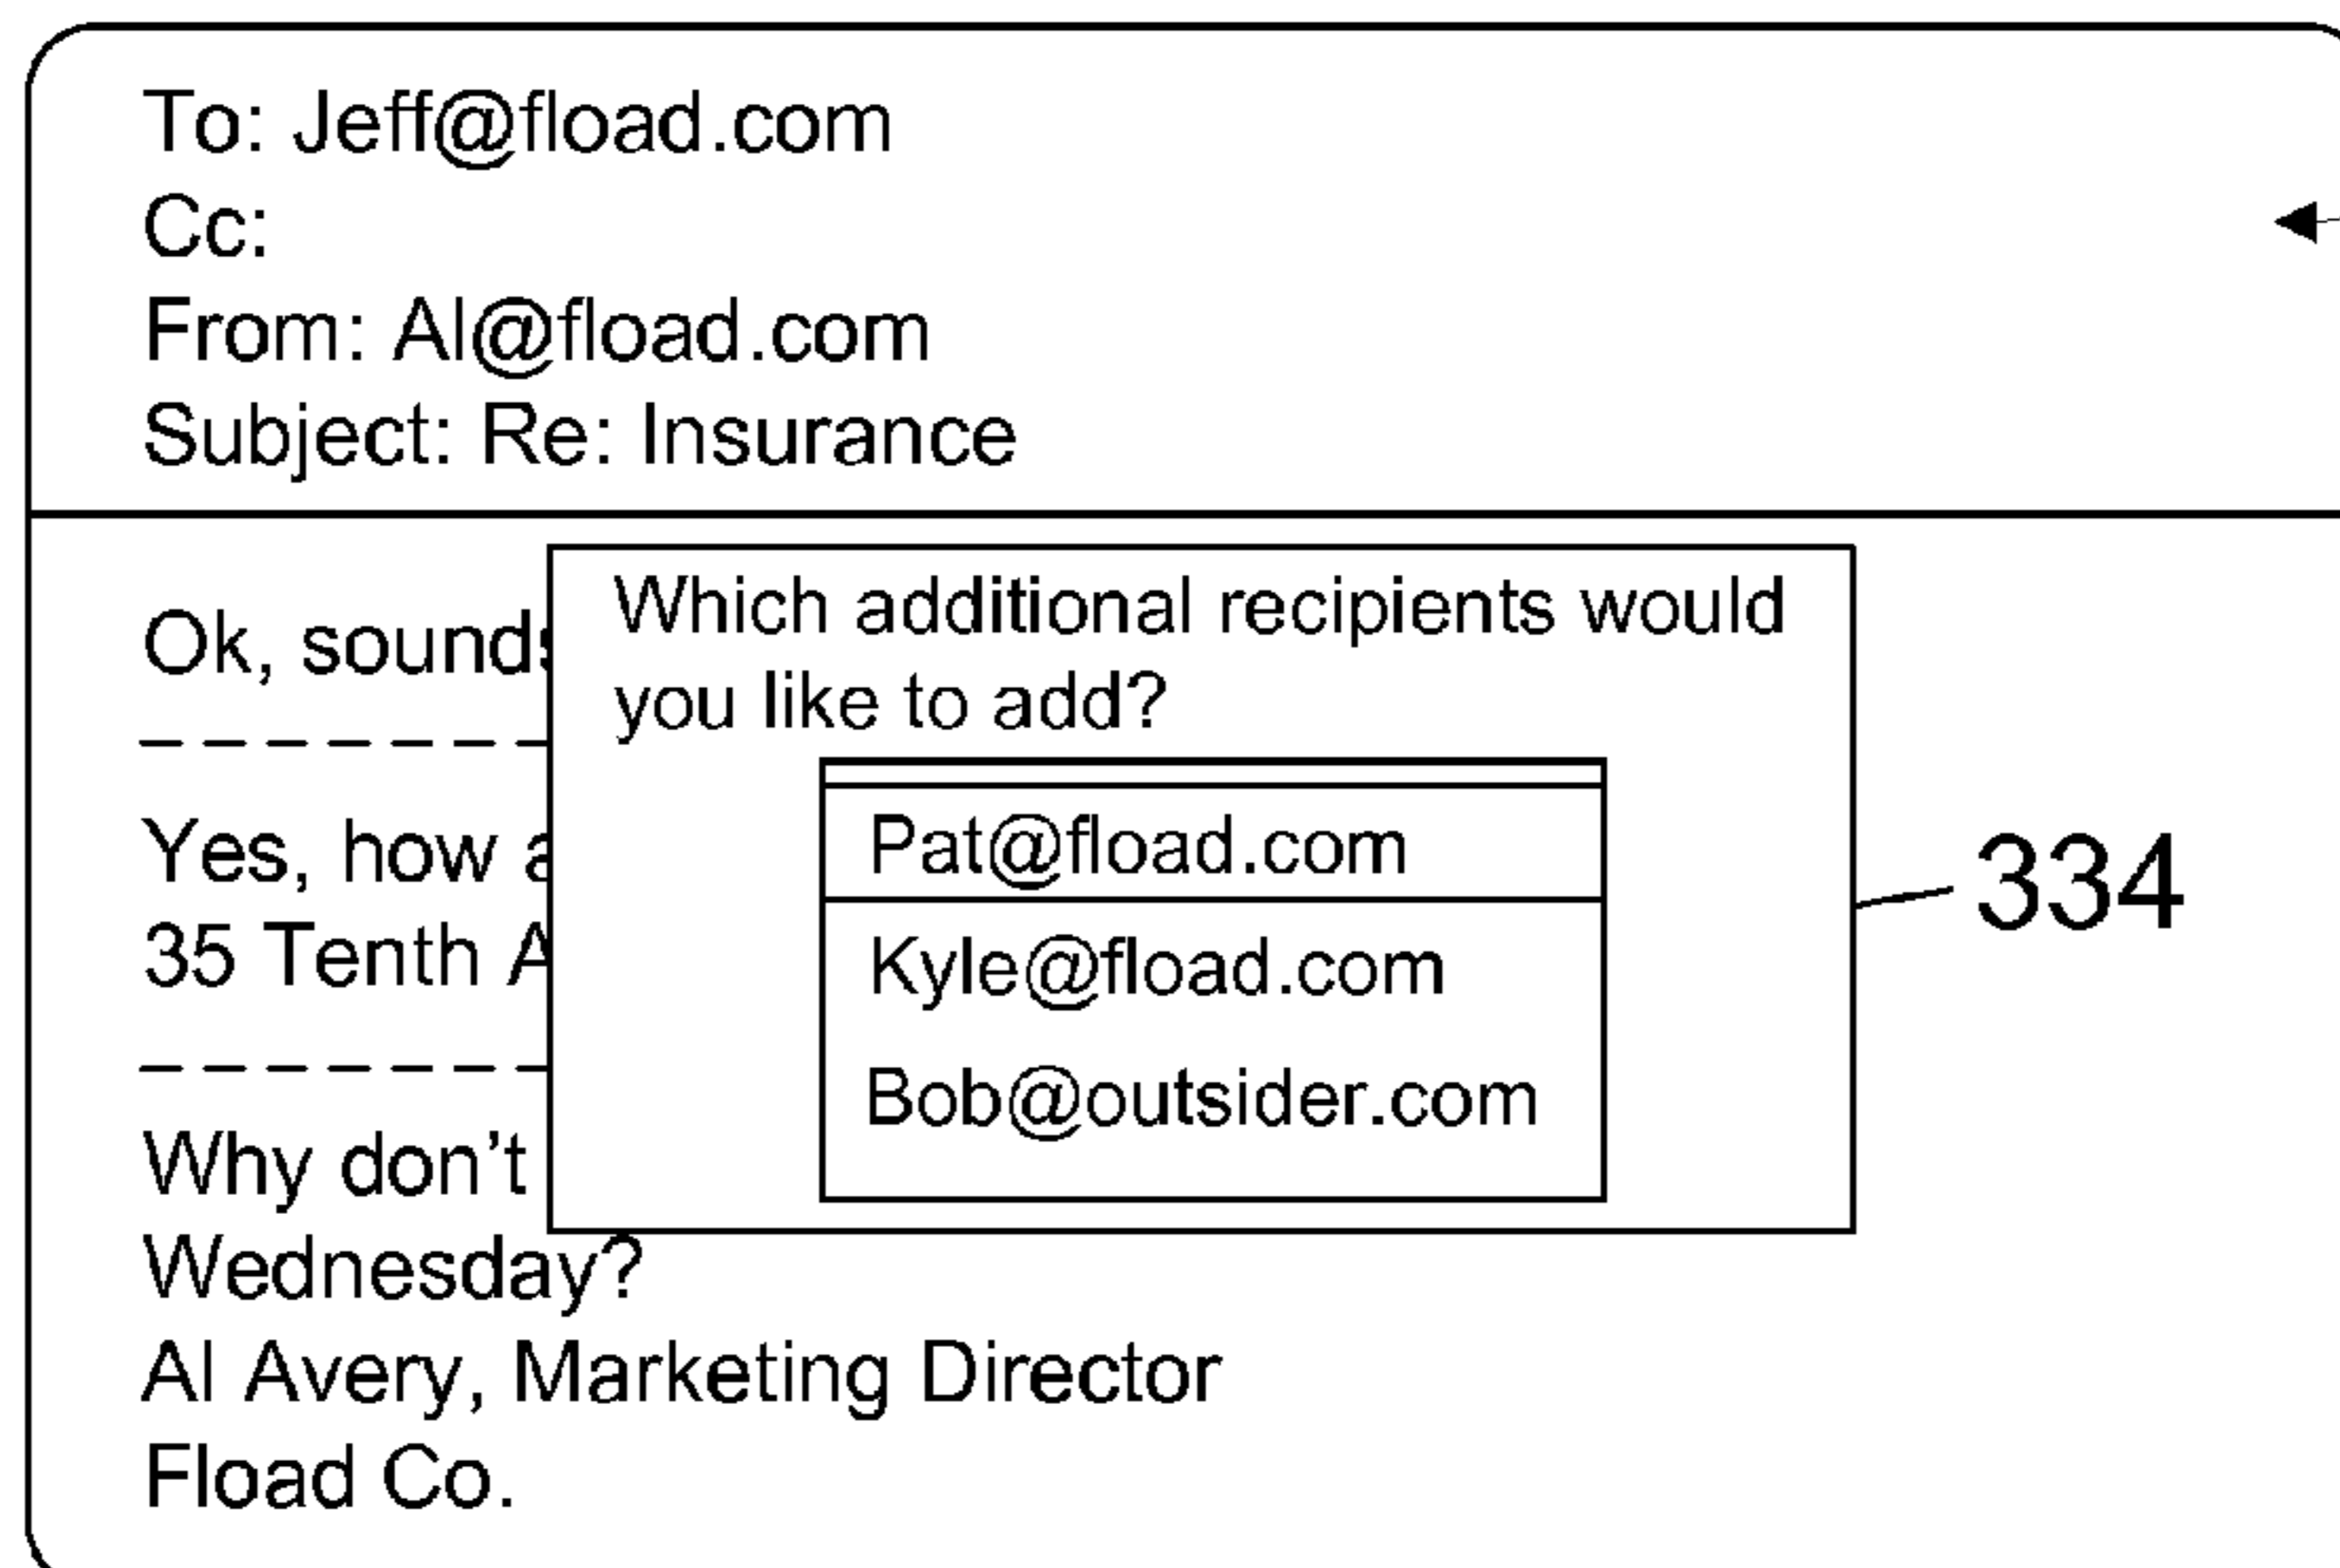 To: Jeff@fload.com
Cc:
From: Al@fload.com
Subject: Re: Insurance
Which additional recipients would
you like to add?
Pat@fload.com
Kyle@fload.com
Bob@outsider.com
334
Ok, sounds
Yes, how
35 Tenth
Why don’t
Wednesday?
Al Avery, Marketing Director
Fload Co.